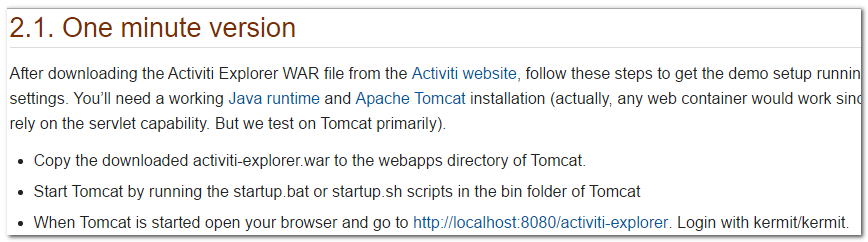 2.1. One minute version
After downloading the Activiti Explorer WAR file from the Activiti website, follow these steps to get the demo setup runnin
settings. You’ll need a working Java runtime and Apache Tomcat installation (actually, any web container would work sinc
rely on the servlet capability. But we test on Tomcat primarily).
• Copy the downloaded activiti-explorer.war to the webapps directory of Tomcat.
• Start Tomcat by running the startup.bat or startup.sh scripts in the bin folder of Tomcat
• When Tomcat is started open your browser and go to http://localhost:8080/activiti-explorer. Login with kermit/kermit.